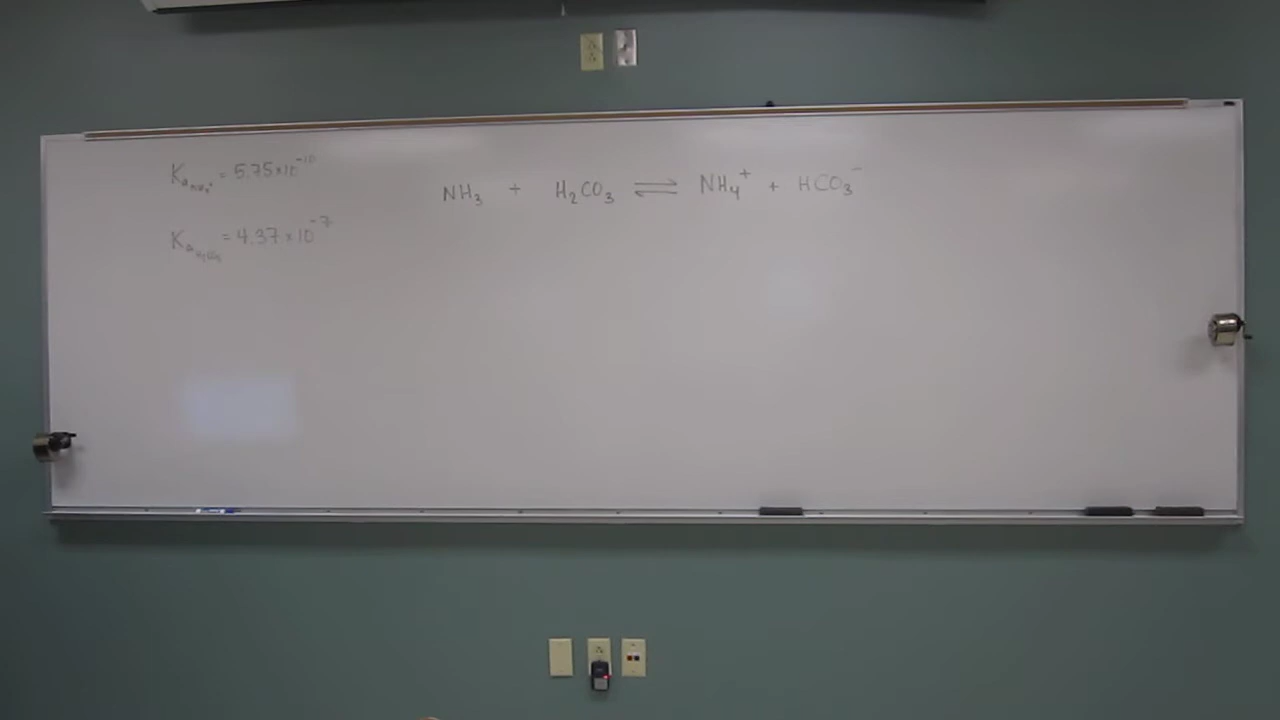 Ka NH₄⁺ = 5.75×10⁻¹⁰
NH₃ + H₂CO₃ ⇌ NH₄⁺ + HCO₃⁻
Ka H₂CO₃ = 4.37×10⁻⁷